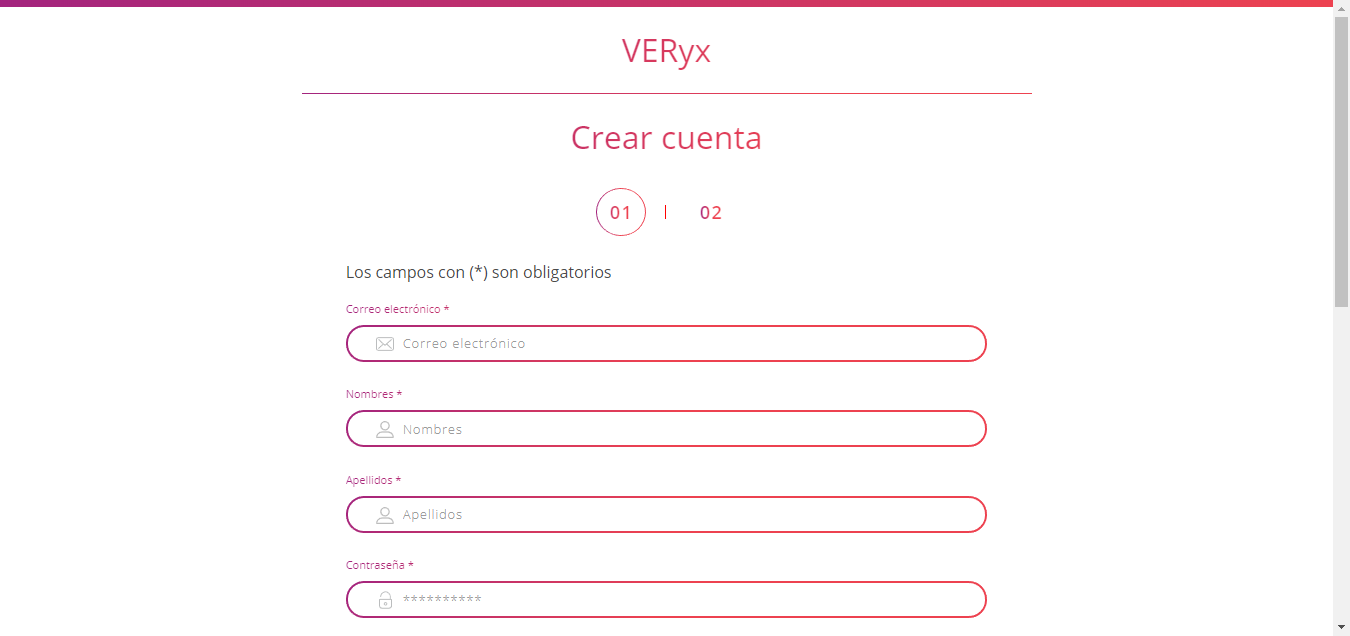 VERyx
Crear cuenta
01 | 02
Los campos con (*) son obligatorios
Correo electrónico *
Correo electrónico
Nombres *
Nombres
Apellidos *
Apellidos
Contraseña *
**********